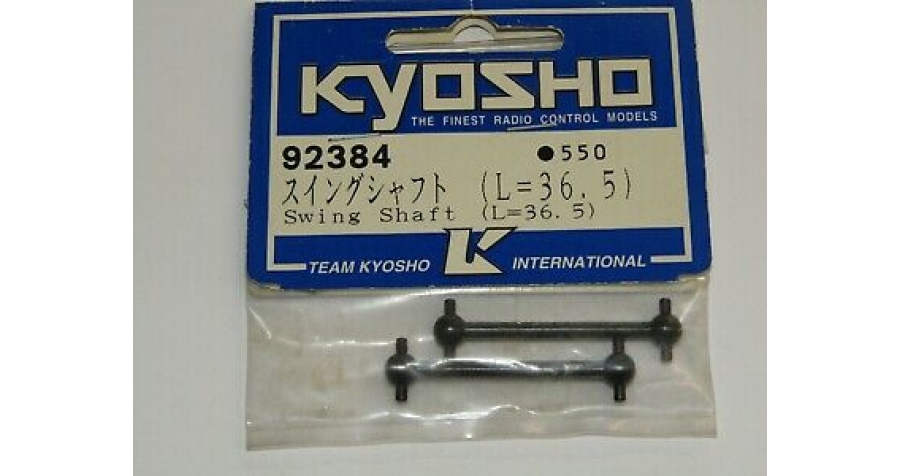 KYOSHO
THE FINEST RADIO CONTROL MODELS
92384 ●550
スイングシャフト (L=36.5)
Swing Shaft (L=36.5)
TEAM KYOSHO K INTERNATIONAL